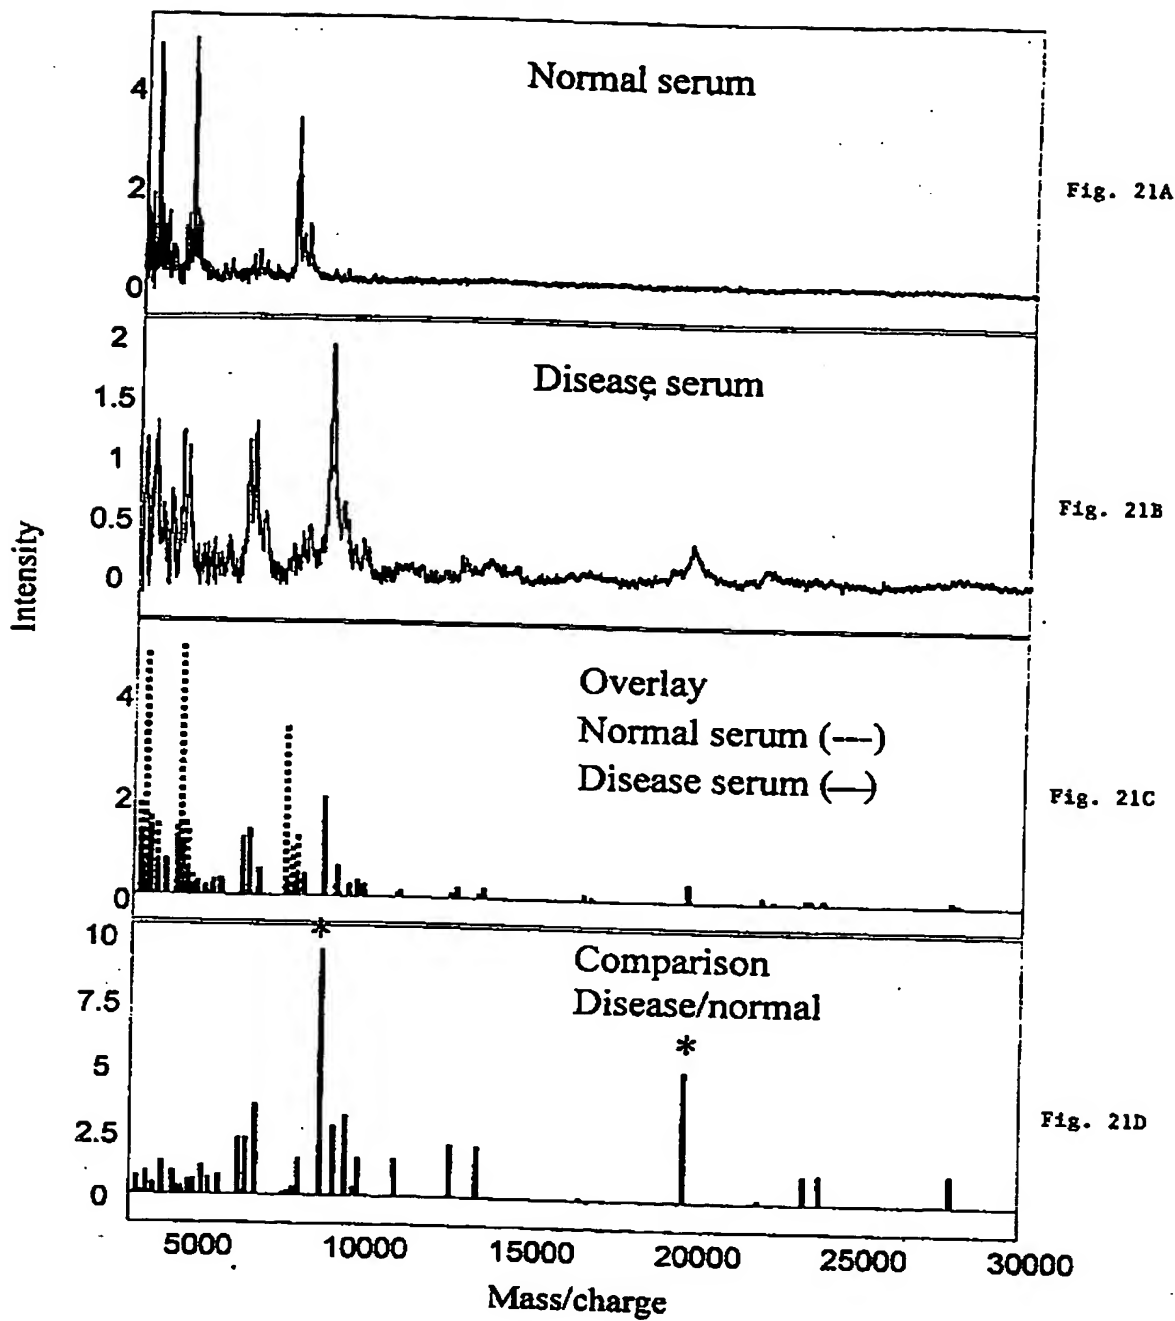 Normal serum
4
2
0
Fig. 21A
Disease serum
2
1.5
1
0.5
0
Fig. 21B
Intensity
Overlay
Normal serum (---)
Disease serum (—)
4
2
0
Fig. 21C
*
Comparison
Disease/normal
*
10
7.5
5
2.5
0
Fig. 21D
5000 10000 15000 20000 25000 30000
Mass/charge